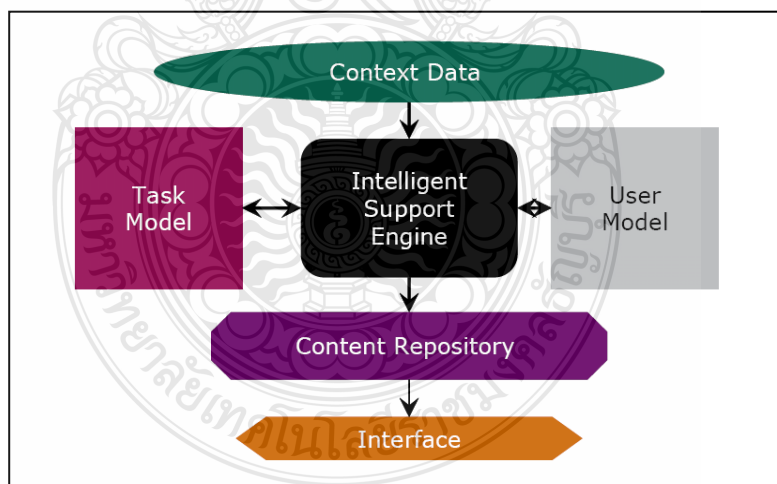 Context Data
Task
Model
Intelligent
Support
Engine
User
Model
Content Repository
Interface